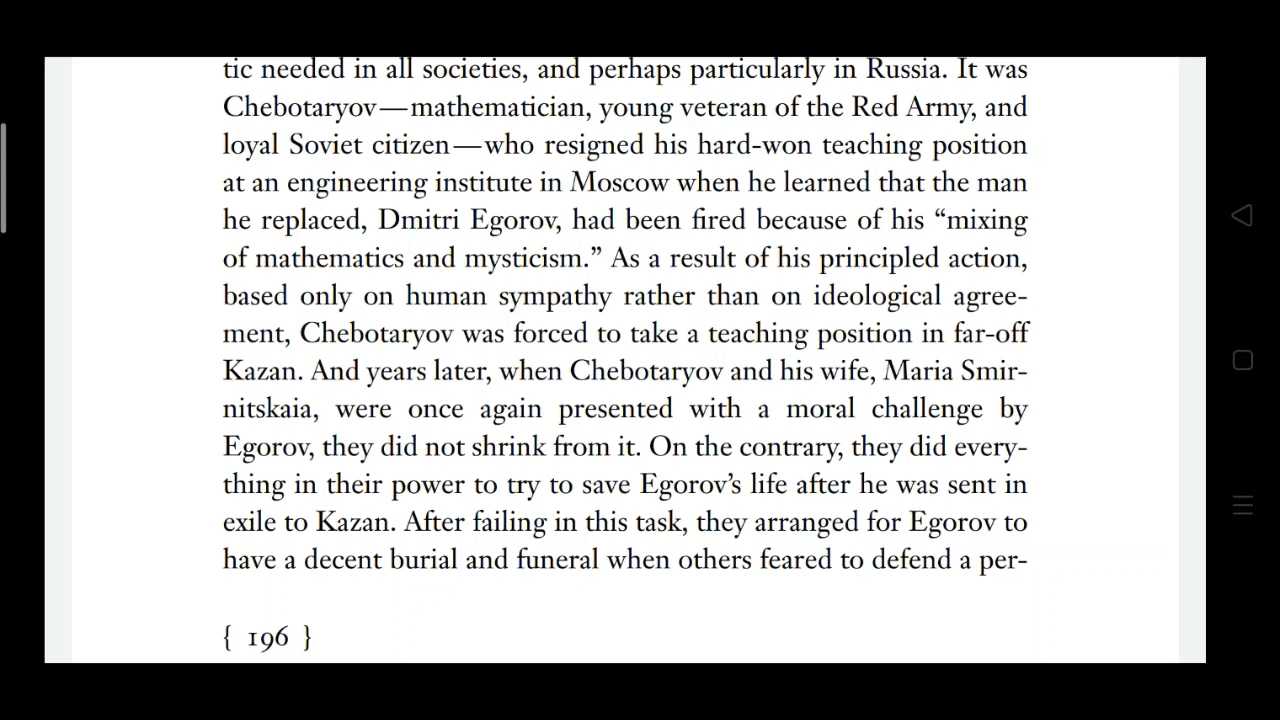 tic needed in all societies, and perhaps particularly in Russia. It was
Chebotaryov—mathematician, young veteran of the Red Army, and
loyal Soviet citizen—who resigned his hard-won teaching position
at an engineering institute in Moscow when he learned that the man
he replaced, Dmitri Egorov, had been fired because of his “mixing
of mathematics and mysticism.” As a result of his principled action,
based only on human sympathy rather than on ideological agree-
ment, Chebotaryov was forced to take a teaching position in far-off
Kazan. And years later, when Chebotaryov and his wife, Maria Smir-
nitskaia, were once again presented with a moral challenge by
Egorov, they did not shrink from it. On the contrary, they did every-
thing in their power to try to save Egorov’s life after he was sent in
exile to Kazan. After failing in this task, they arranged for Egorov to
have a decent burial and funeral when others feared to defend a per-
{ 196 }